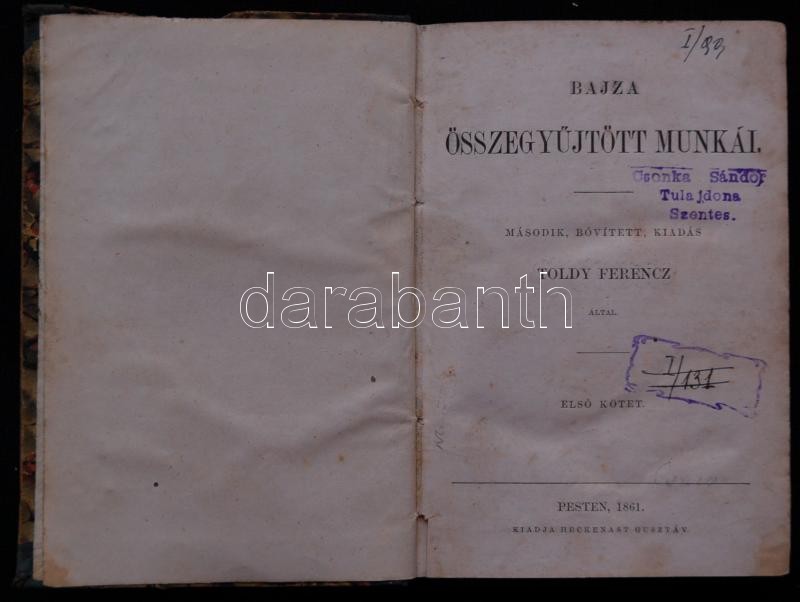 BAJZA
ÖSSZEGYŰJTÖTT MUNKÁI.
Csonka Sándor
Tulajdona
Szentes.
MÁSODIK, BŐVÍTETT, KIADÁS
TOLDY FERENCZ
darabanth
ÁLTAL.
I/131
ELSŐ KÖTET.
PESTEN, 1861.
KIADJA HECKENAST GUSZTÁV.